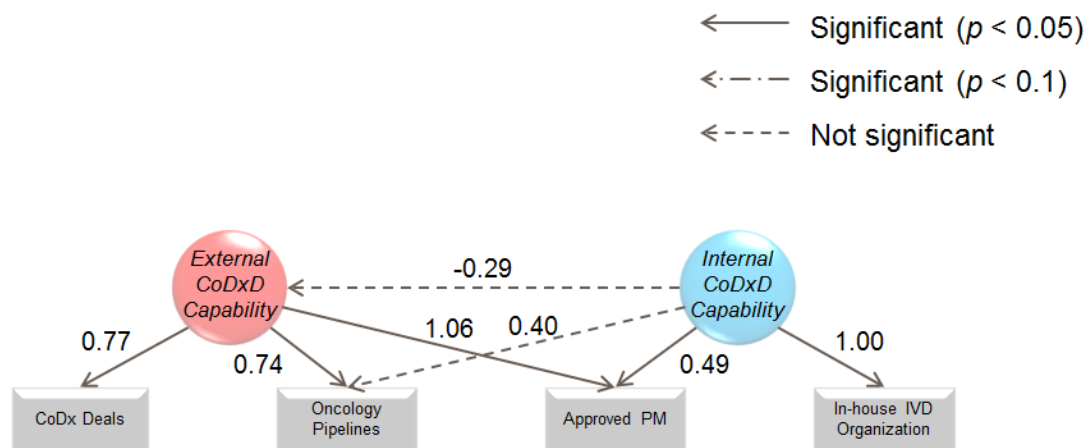 Significant (p < 0.05)
Significant (p < 0.1)
Not significant
External
CoDxD
Capability
-0.29
Internal
CoDxD
Capability
0.77
0.74
1.06
0.40
0.49
1.00
CoDx Deals
Oncology
Pipelines
Approved PM
In-house IVD
Organization